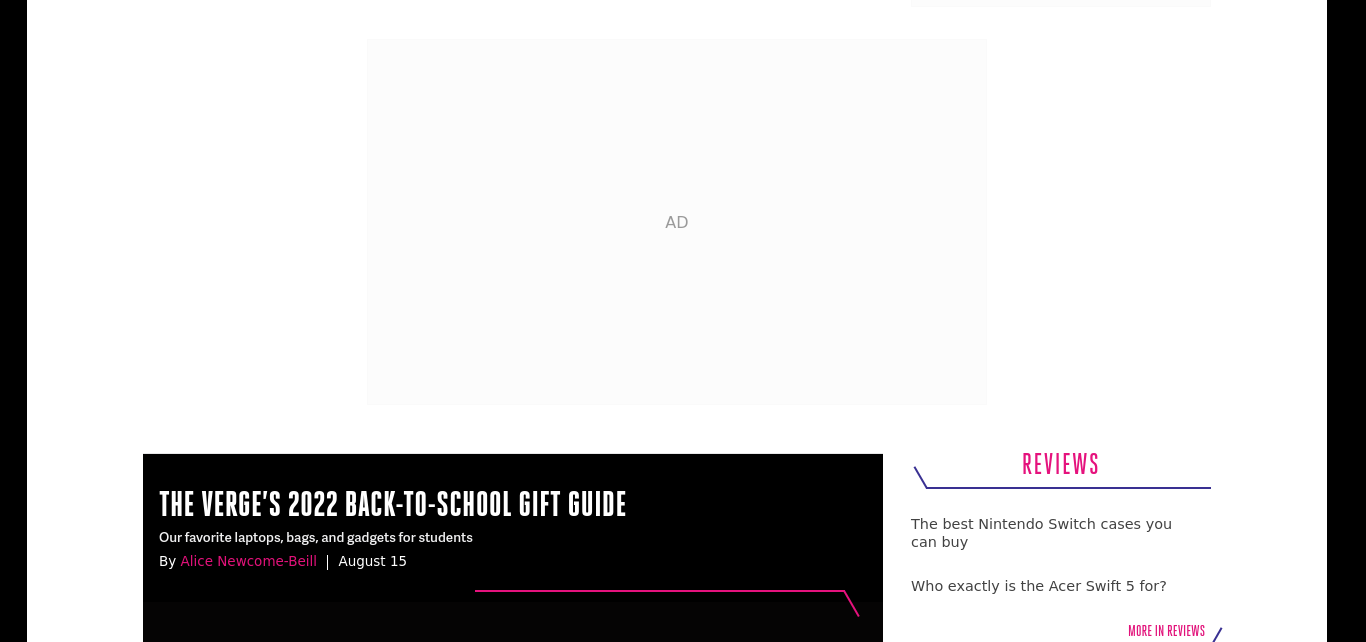 AD
THE VERGE'S 2022 BACK-TO-SCHOOL GIFT GUIDE
Our favorite laptops, bags, and gadgets for students
By Alice Newcome-Beill | August 15
REVIEWS
The best Nintendo Switch cases you
can buy
Who exactly is the Acer Swift 5 for?
MORE IN REVIEWS